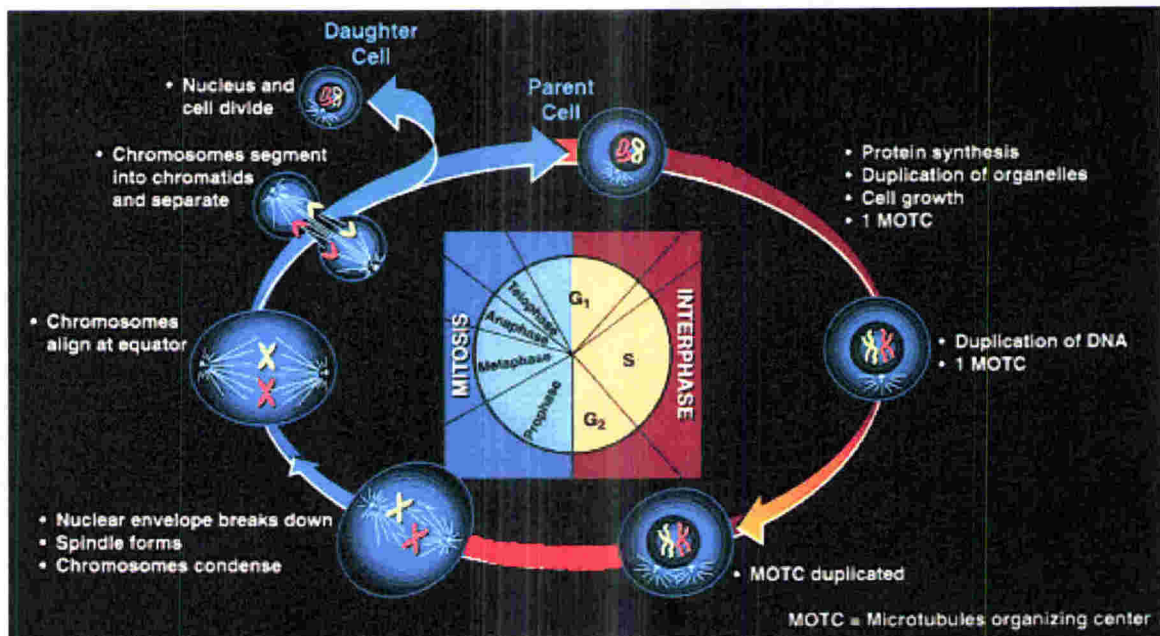 Daughter
Cell
• Nucleus and
cell divide
Parent
Cell
• Chromosomes segment
into chromatids
and separate
• Protein synthesis
• Duplication of organelles
• Cell growth
• 1 MOTC
• Chromosomes
align at equator
MITOSIS
Telophase
Anaphase
Metaphase
Prophase
G1
S
G2
INTERPHASE
• Duplication of DNA
• 1 MOTC
• Nuclear envelope breaks down
• Spindle forms
• Chromosomes condense
• MOTC duplicated
MOTC = Microtubules organizing center